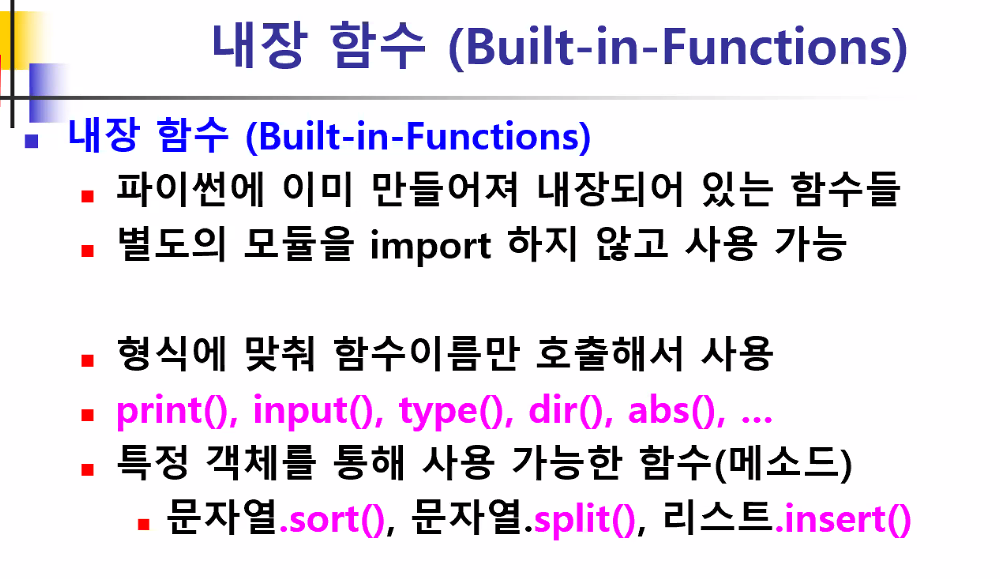 내장 함수 (Built-in-Functions)
내장 함수 (Built-in-Functions)
파이썬에 이미 만들어져 내장되어 있는 함수들
별도의 모듈을 import 하지 않고 사용 가능
형식에 맞춰 함수이름만 호출해서 사용
print(), input(), type(), dir(), abs(), ...
특정 객체를 통해 사용 가능한 함수(메소드)
문자열.sort(), 문자열.split(), 리스트.insert()